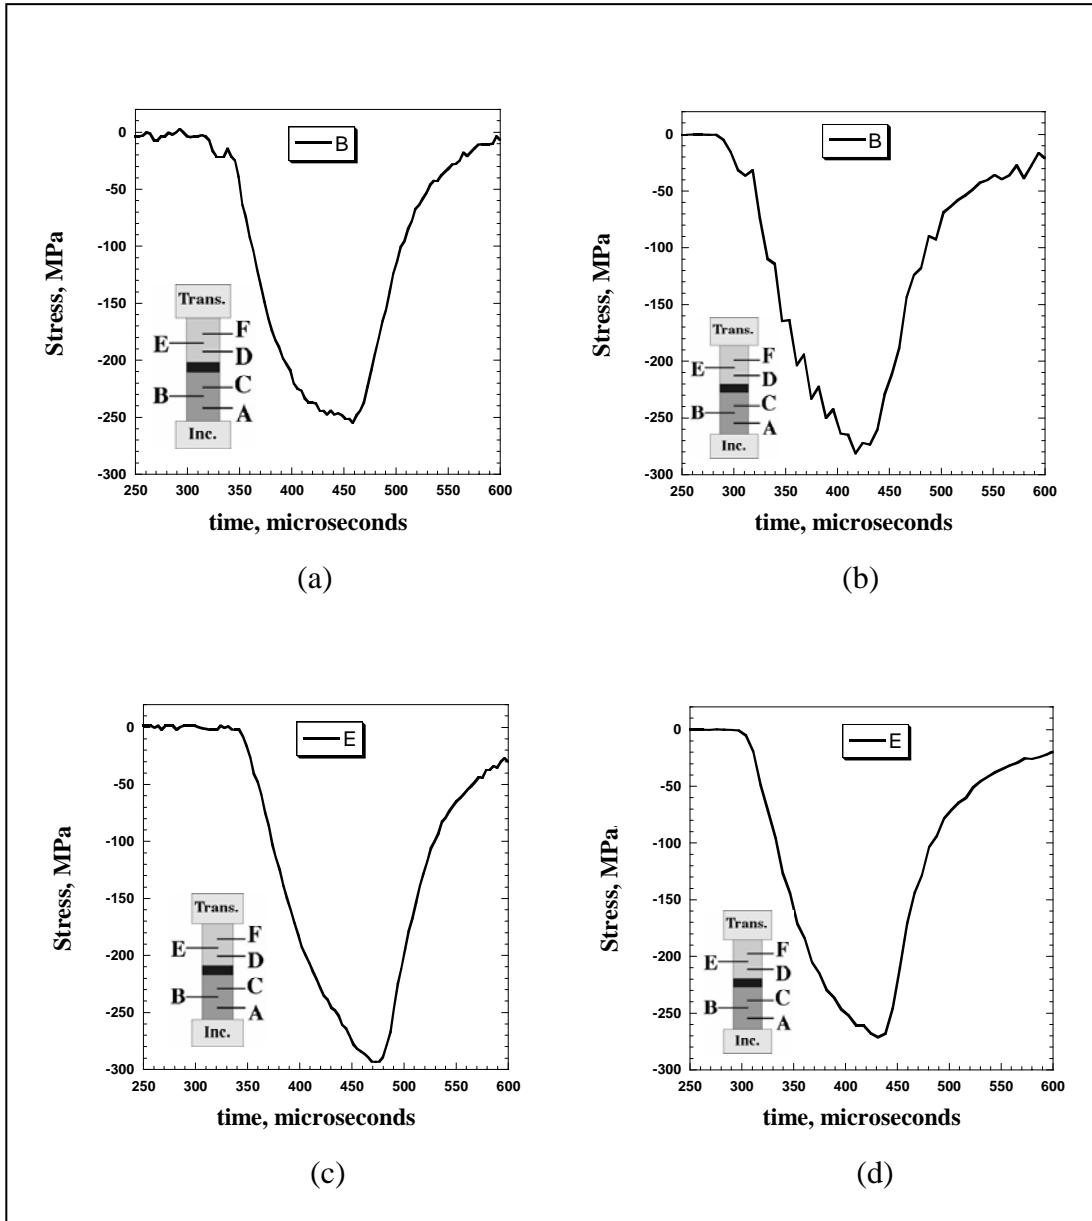 B
0
-50
-100
-150
-200
-250
-300
Stress, MPa
Trans.
F
E
D
C
B
A
Inc.
250 300 350 400 450 500 550 600
time, microseconds
(a)
B
0
-50
-100
-150
-200
-250
-300
Stress, MPa
Trans.
F
E
D
C
B
A
Inc.
250 300 350 400 450 500 550 600
time, microseconds
(b)
E
0
-50
-100
-150
-200
-250
-300
Stress, MPa
Trans.
F
E
D
C
B
A
Inc.
250 300 350 400 450 500 550 600
time, microseconds
(c)
E
0
-50
-100
-150
-200
-250
-300
Stress, MPa
Trans.
F
E
D
C
B
A
Inc.
250 300 350 400 450 500 550 600
time, microseconds
(d)